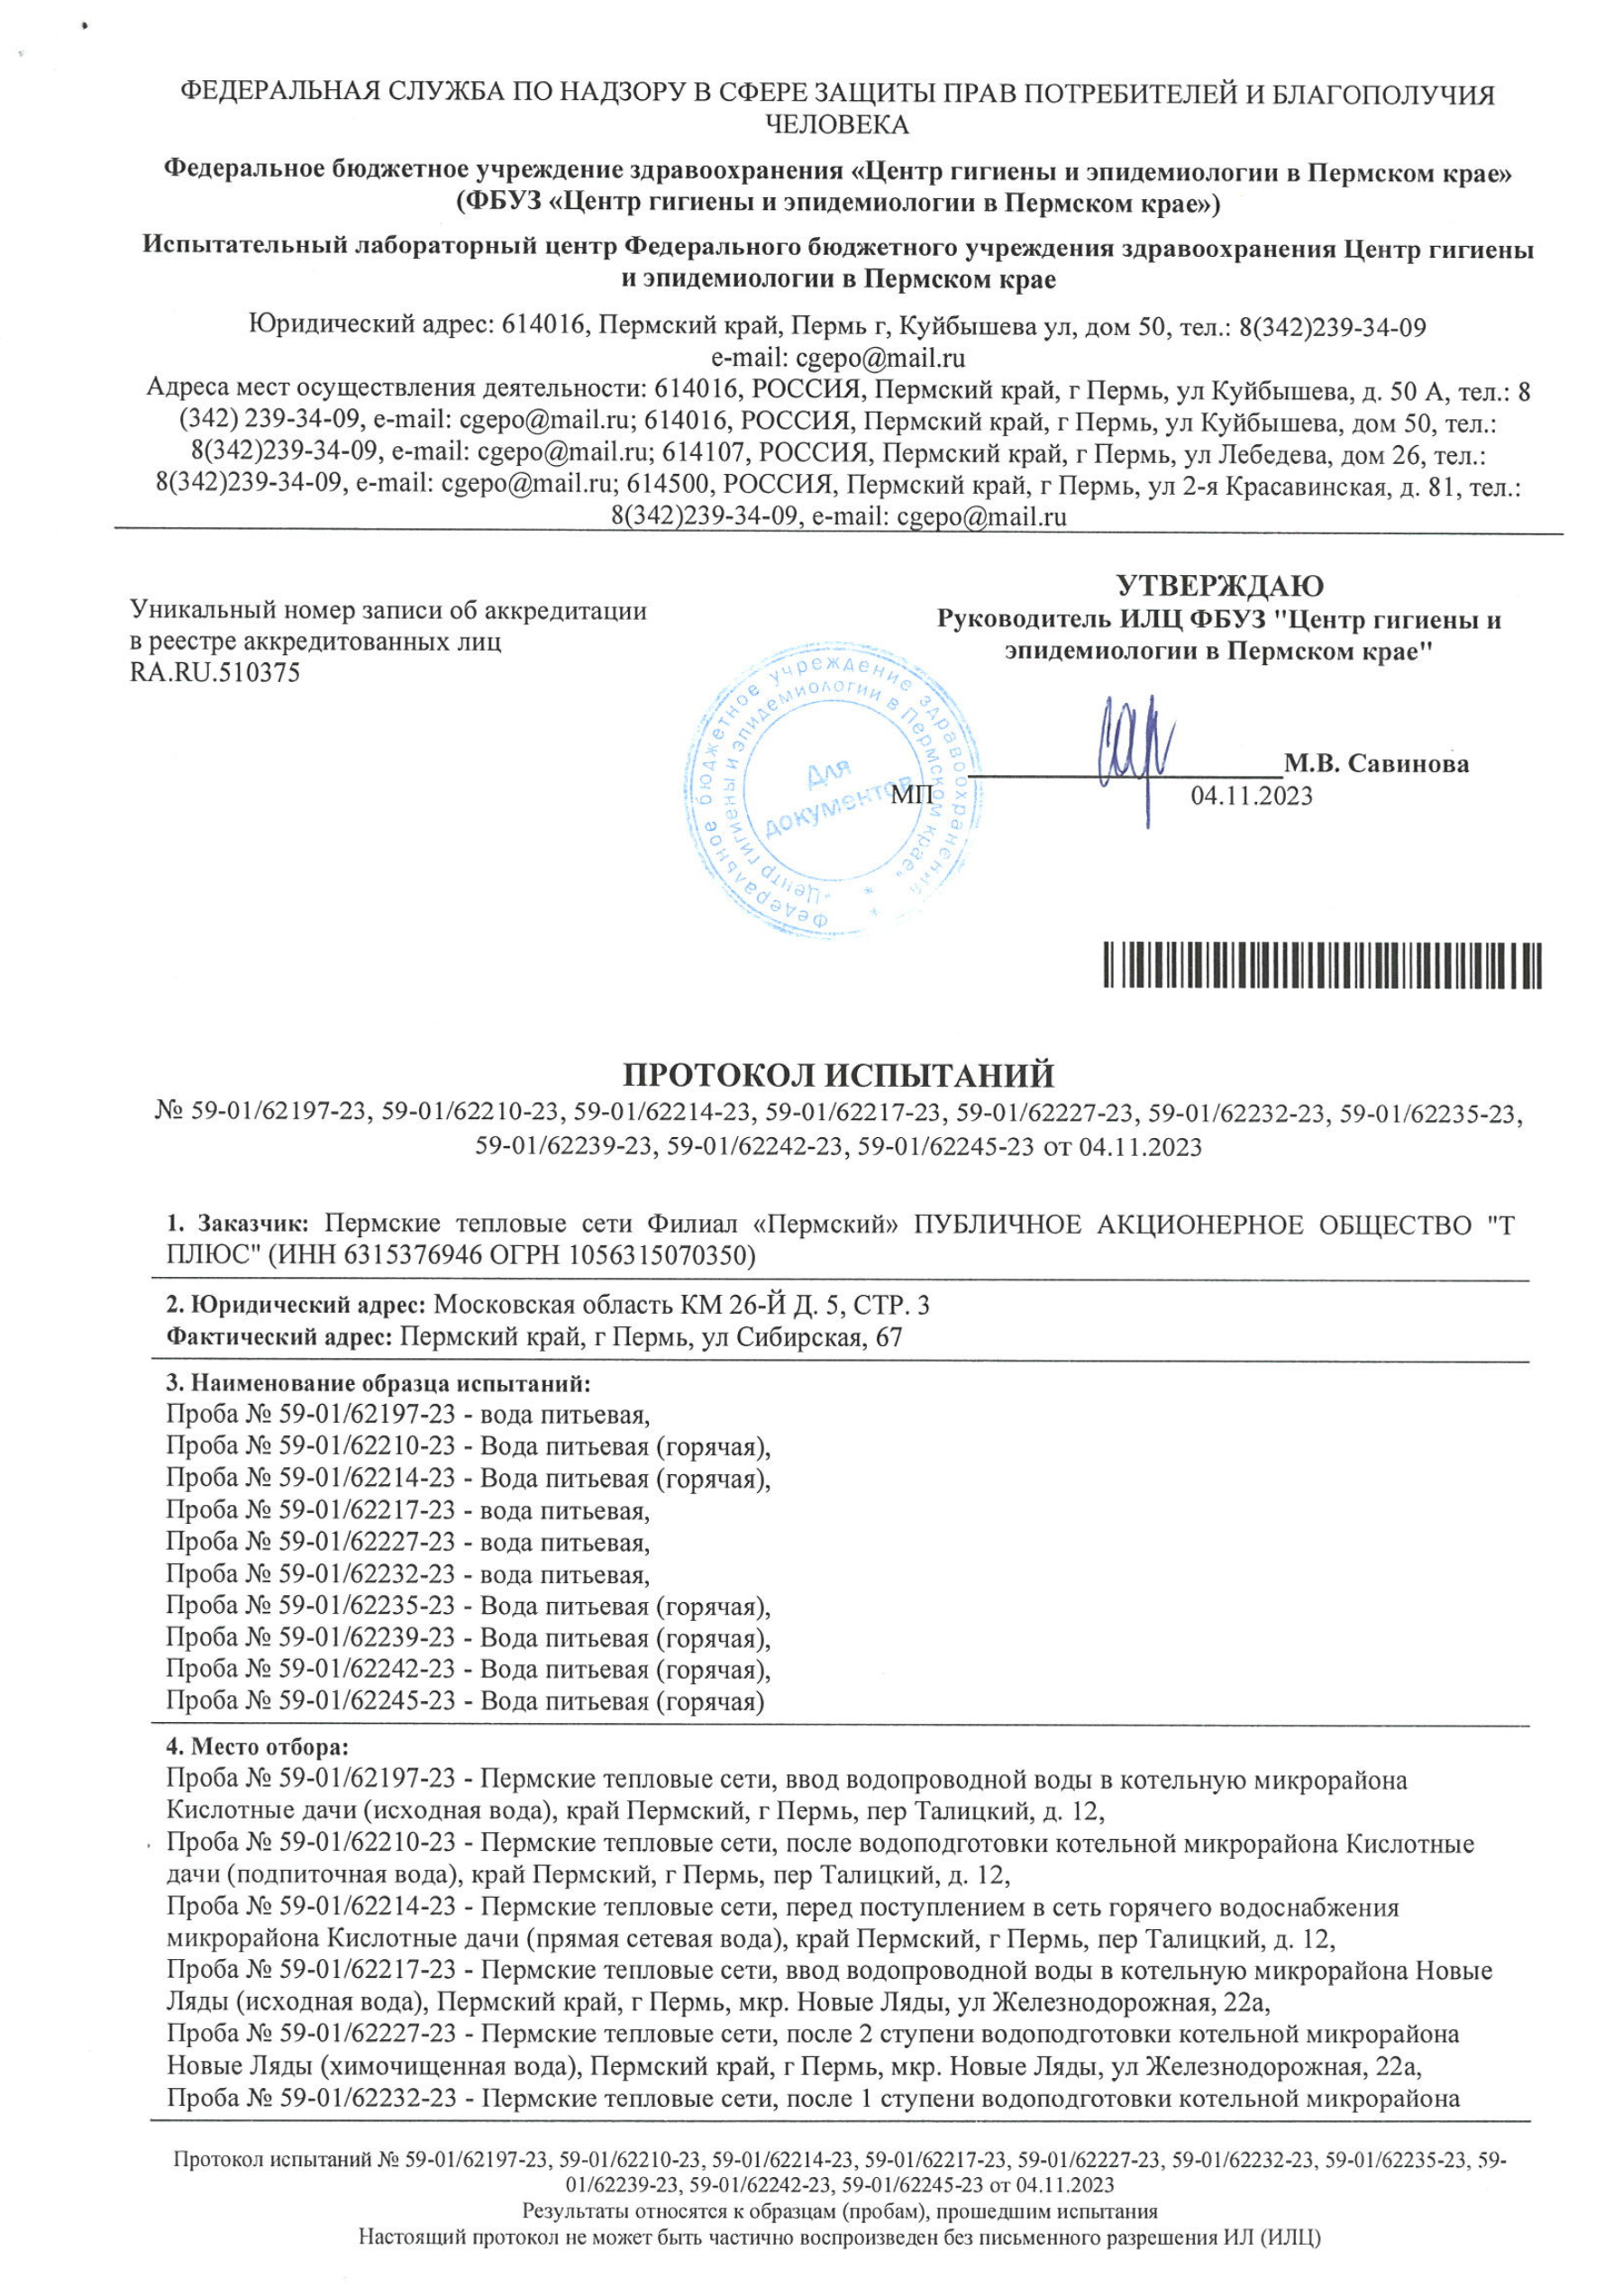 ФЕДЕРАЛЬНАЯ СЛУЖБА ПО НАДЗОРУ В СФЕРЕ ЗАЩИТЫ ПРАВ ПОТРЕБИТЕЛЕЙ И БЛАГОПОЛУЧИЯ
ЧЕЛОВЕКА
Федеральное бюджетное учреждение здравоохранения «Центр гигиены и эпидемиологии в Пермском крае»
(ФБУЗ «Центр гигиены и эпидемиологии в Пермском крае»)
Испытательный лабораторный центр Федерального бюджетного учреждения здравоохранения Центр гигиены
и эпидемиологии в Пермском крае
Юридический адрес: 614016, Пермский край, Пермь г, Куйбышева ул, дом 50, тел.: 8(342)239-34-09
e-mail: cgepo@mail.ru
Адреса мест осуществления деятельности: 614016, РОССИЯ, Пермский край, г Пермь, ул Куйбышева, д. 50 А, тел.: 8
(342) 239-34-09, e-mail: cgepo@mail.ru; 614016, РОССИЯ, Пермский край, г Пермь, ул Куйбышева, дом 50, тел.:
8(342)239-34-09, e-mail: cgepo@mail.ru; 614107, РОССИЯ, Пермский край, г Пермь, ул Лебедева, дом 26, тел.:
8(342)239-34-09, e-mail: cgepo@mail.ru; 614500, РОССИЯ, Пермский край, г Пермь, ул 2-я Красавинская, д. 81, тел.:
8(342)239-34-09, e-mail: cgepo@mail.ru
Уникальный номер записи об аккредитации
в реестре аккредитованных лиц
RA.RU.510375
УТВЕРЖДАЮ
Руководитель ИЛЦ ФБУЗ "Центр гигиены и
эпидемиологии в Пермском крае"
М.В. Савинова
МП 04.11.2023
Федеральное бюджетное учреждение здравоохранения
"Центр гигиены и эпидемиологии в Пермском крае"
Для
документов
ПРОТОКОЛ ИСПЫТАНИЙ
№ 59-01/62197-23, 59-01/62210-23, 59-01/62214-23, 59-01/62217-23, 59-01/62227-23, 59-01/62232-23, 59-01/62235-23,
59-01/62239-23, 59-01/62242-23, 59-01/62245-23 от 04.11.2023
1. Заказчик: Пермские тепловые сети Филиал «Пермский» ПУБЛИЧНОЕ АКЦИОНЕРНОЕ ОБЩЕСТВО "Т
ПЛЮС" (ИНН 6315376946 ОГРН 1056315070350)
2. Юридический адрес: Московская область КМ 26-Й Д. 5, СТР. 3
Фактический адрес: Пермский край, г Пермь, ул Сибирская, 67
3. Наименование образца испытаний:
Проба № 59-01/62197-23 - вода питьевая,
Проба № 59-01/62210-23 - Вода питьевая (горячая),
Проба № 59-01/62214-23 - Вода питьевая (горячая),
Проба № 59-01/62217-23 - вода питьевая,
Проба № 59-01/62227-23 - вода питьевая,
Проба № 59-01/62232-23 - вода питьевая,
Проба № 59-01/62235-23 - Вода питьевая (горячая),
Проба № 59-01/62239-23 - Вода питьевая (горячая),
Проба № 59-01/62242-23 - Вода питьевая (горячая),
Проба № 59-01/62245-23 - Вода питьевая (горячая)
4. Место отбора:
Проба № 59-01/62197-23 - Пермские тепловые сети, ввод водопроводной воды в котельную микрорайона
Кислотные дачи (исходная вода), край Пермский, г Пермь, пер Талицкий, д. 12,
Проба № 59-01/62210-23 - Пермские тепловые сети, после водоподготовки котельной микрорайона Кислотные
дачи (подпиточная вода), край Пермский, г Пермь, пер Талицкий, д. 12,
Проба № 59-01/62214-23 - Пермские тепловые сети, перед поступлением в сеть горячего водоснабжения
микрорайона Кислотные дачи (прямая сетевая вода), край Пермский, г Пермь, пер Талицкий, д. 12,
Проба № 59-01/62217-23 - Пермские тепловые сети, ввод водопроводной воды в котельную микрорайона Новые
Ляды (исходная вода), Пермский край, г Пермь, мкр. Новые Ляды, ул Железнодорожная, 22а,
Проба № 59-01/62227-23 - Пермские тепловые сети, после 2 ступени водоподготовки котельной микрорайона
Новые Ляды (химочищенная вода), Пермский край, г Пермь, мкр. Новые Ляды, ул Железнодорожная, 22а,
Проба № 59-01/62232-23 - Пермские тепловые сети, после 1 ступени водоподготовки котельной микрорайона
Протокол испытаний № 59-01/62197-23, 59-01/62210-23, 59-01/62214-23, 59-01/62217-23, 59-01/62227-23, 59-01/62232-23, 59-01/62235-23, 59-
01/62239-23, 59-01/62242-23, 59-01/62245-23 от 04.11.2023
Результаты относятся к образцам (пробам), прошедшим испытания
Настоящий протокол не может быть частично воспроизведен без письменного разрешения ИЛ (ИЛЦ)